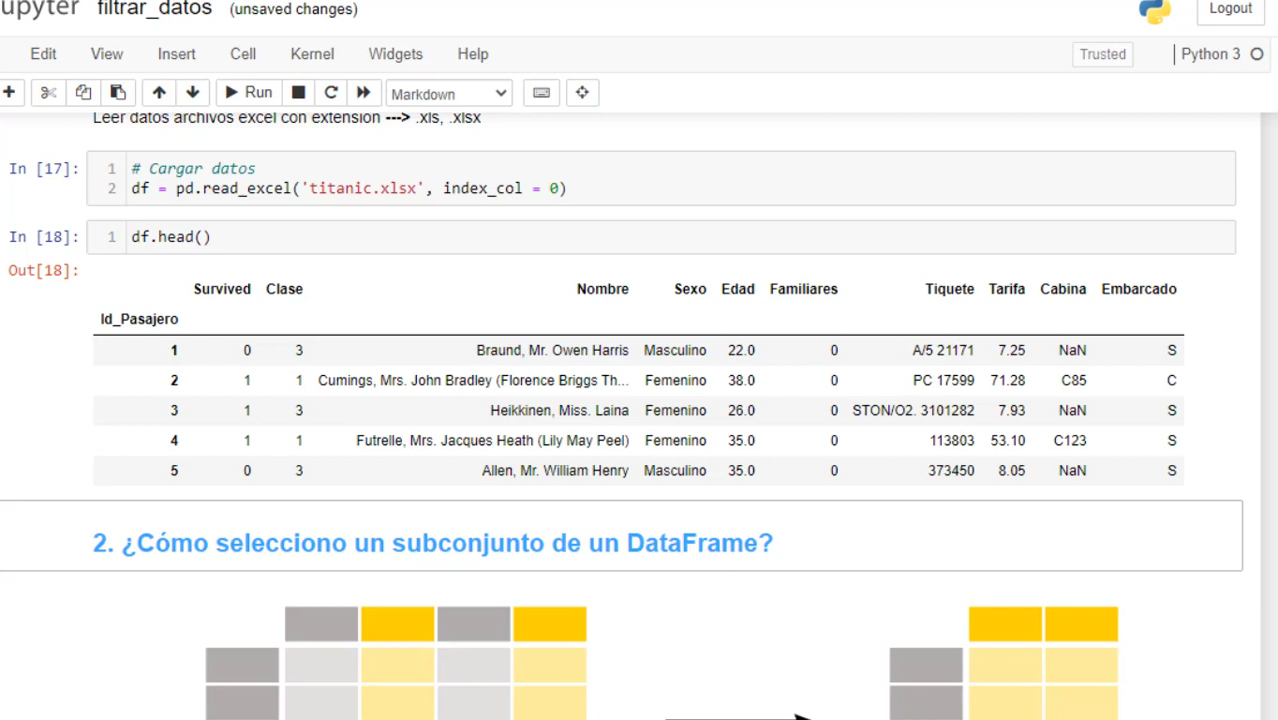 upyter filtrar_datos (unsaved changes) Logout
Edit View Insert Cell Kernel Widgets Help Trusted Python 3
Run Markdown
Leer datos archivos excel con extensión ---> .xls, .xlsx
In [17]: 1 # Cargar datos
2 df = pd.read_excel('titanic.xlsx', index_col = 0)
In [18]: 1 df.head()
Out[18]:
Survived Clase Nombre Sexo Edad Familiares Tiquete Tarifa Cabina Embarcado
Id_Pasajero
1 0 3 Braund, Mr. Owen Harris Masculino 22.0 0 A/5 21171 7.25 NaN S
2 1 1 Cumings, Mrs. John Bradley (Florence Briggs Th... Femenino 38.0 0 PC 17599 71.28 C85 C
3 1 3 Heikkinen, Miss. Laina Femenino 26.0 0 STON/O2. 3101282 7.93 NaN S
4 1 1 Futrelle, Mrs. Jacques Heath (Lily May Peel) Femenino 35.0 0 113803 53.10 C123 S
5 0 3 Allen, Mr. William Henry Masculino 35.0 0 373450 8.05 NaN S
2. ¿Cómo selecciono un subconjunto de un DataFrame?